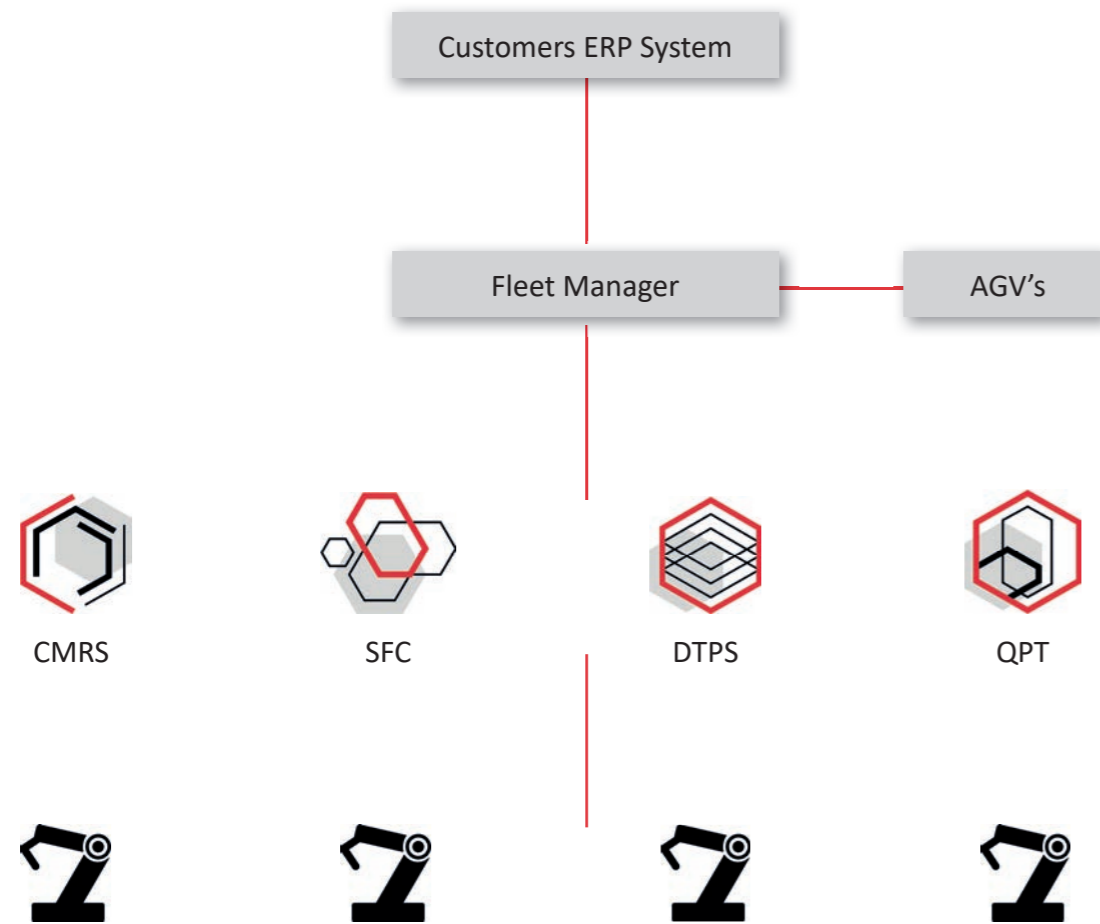 Customers ERP System
Fleet Manager
AGV’s
CMRS
SFC
DTPS
QPT